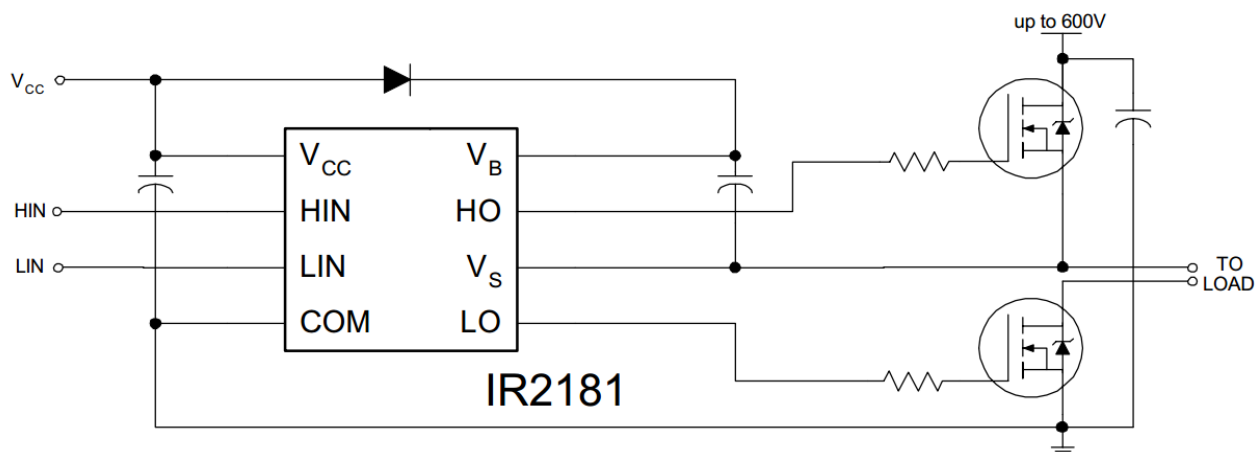 up to 600V
VCC
VCC VB
HIN HIN HO
LIN LIN VS
TO
LOAD
COM LO
IR2181